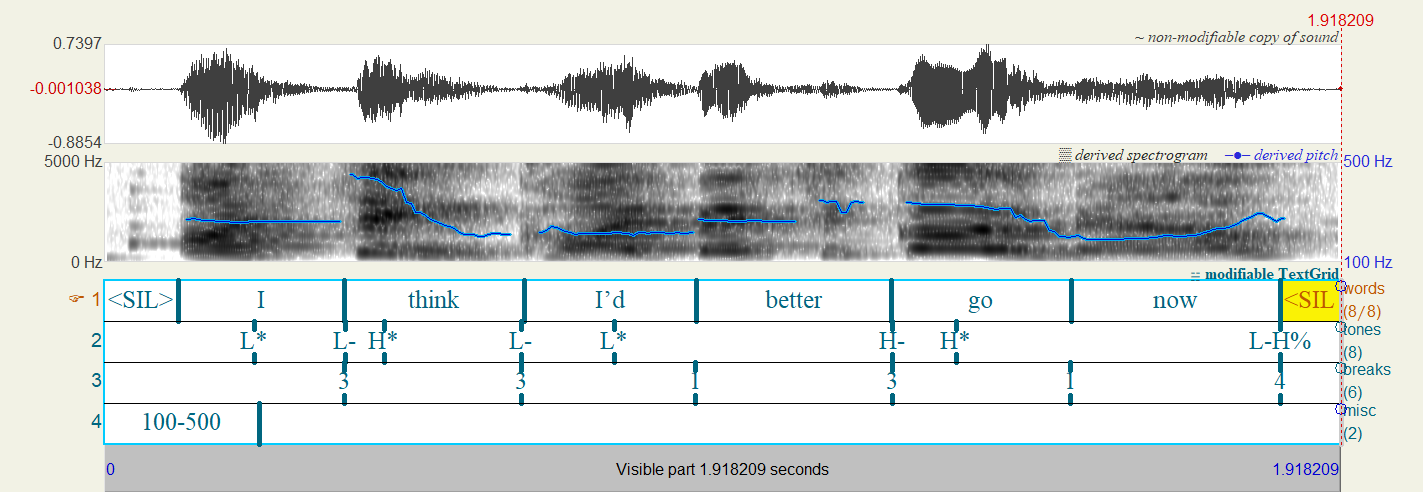 1.918209
~ non-modifiable copy of sound
0.7397
-0.001038
-0.8854
5000 Hz
derived spectrogram
derived pitch
500 Hz
0 Hz
100 Hz
modifiable TextGrid
☞ 1 <SIL> I think I’d better go now <SIL words (8/8)
2 L* L- H* L- L* H- H* L-H% tones (8)
3 3 3 1 3 1 4 breaks (6)
4 100-500 misc (2)
0 Visible part 1.918209 seconds 1.918209